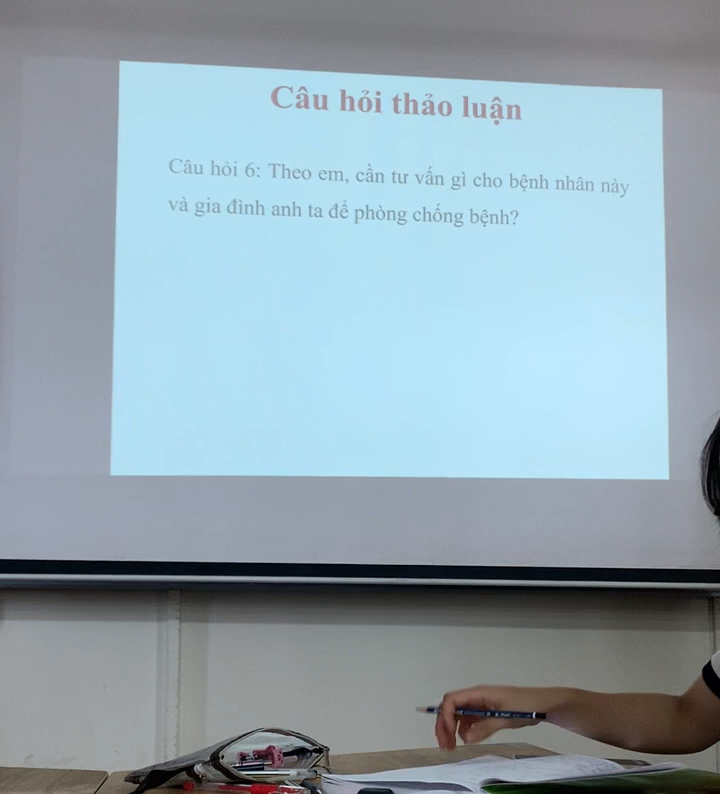 Câu hỏi thảo luận
Câu hỏi 6: Theo em, cần tư vấn gì cho bệnh nhân này
và gia đình anh ta để phòng chống bệnh?